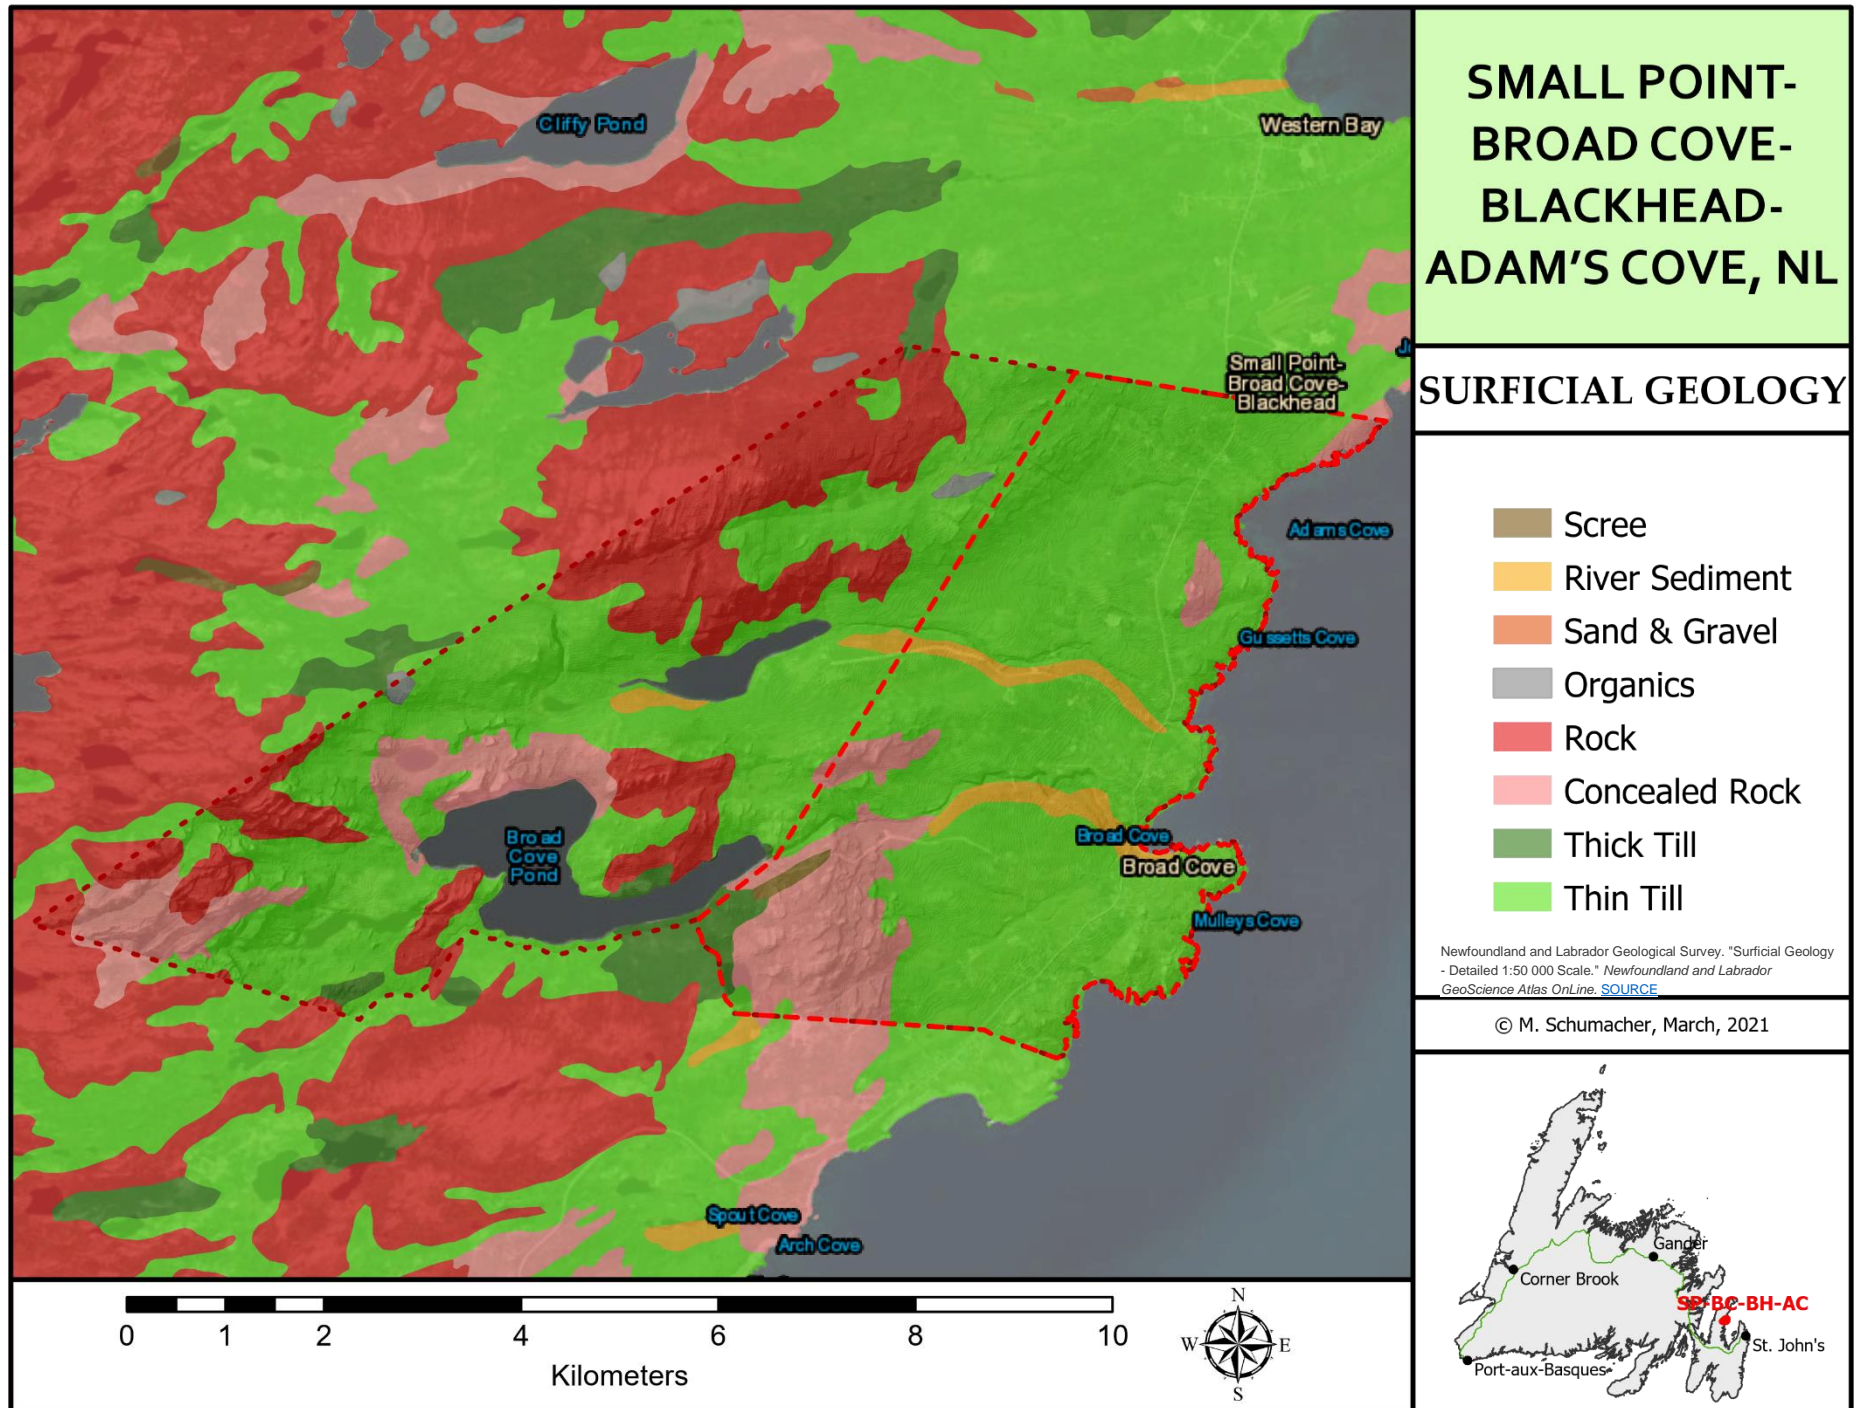 SMALL POINT-
BROAD COVE-
BLACKHEAD-
ADAM'S COVE, NL
SURFICIAL GEOLOGY
Scree
River Sediment
Sand & Gravel
Organics
Rock
Concealed Rock
Thick Till
Thin Till
Newfoundland and Labrador Geological Survey. "Surficial Geology
- Detailed 1:50 000 Scale." Newfoundland and Labrador
GeoScience Atlas OnLine. SOURCE
© M. Schumacher, March, 2021
Cliffy Pond
Western Bay
Small Point-
Broad Cove-
Blackhead
Adams Cove
Gussetts Cove
Broad
Cove
Pond
Broad Cove
Broad Cove
Mulleys Cove
Spout Cove
Arch Cove
0 1 2 4 6 8 10
Kilometers
N
W E
S
Gander
Corner Brook
SP-BC-BH-AC
St. John's
Port-aux-Basques